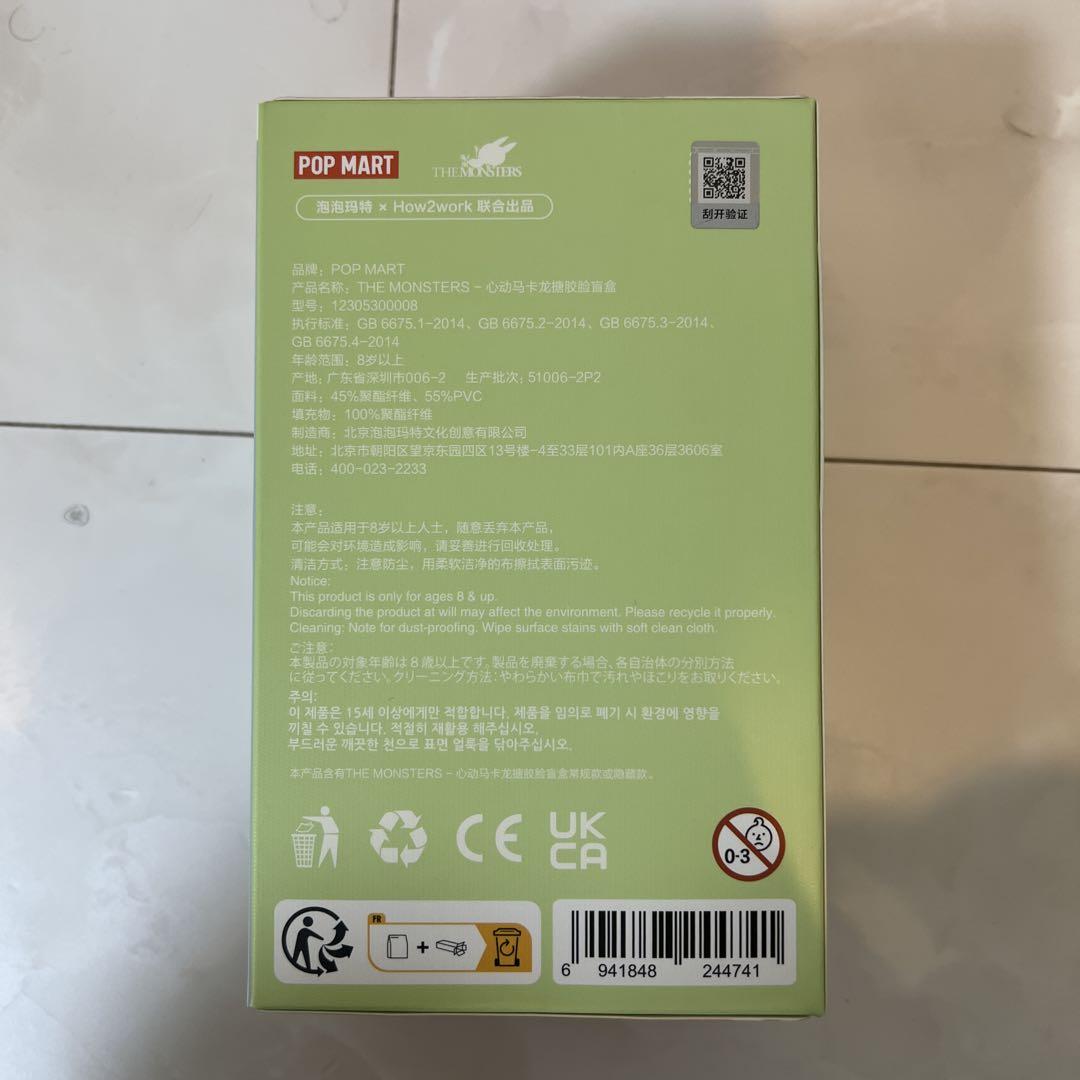 POP MART
THE MONSTERS
泡泡玛特 × How2work 联合出品
刮开验证
品牌：POP MART
产品名称：THE MONSTERS - 心动马卡龙搪胶脸盲盒
型号：12305300008
执行标准：GB 6675.1-2014、GB 6675.2-2014、GB 6675.3-2014、
GB 6675.4-2014
年龄范围：8岁以上
产地：广东省深圳市006-2 生产批次：51006-2P2
面料：45%聚酯纤维、55%PVC
填充物：100%聚酯纤维
制造商：北京泡泡玛特文化创意有限公司
地址：北京市朝阳区望京东园四区13号楼-4至33层101内A座36层3606室
电话：400-023-2233
注意：
本产品适用于8岁以上人士，随意丢弃本产品，
可能会对环境造成影响，请妥善进行回收处理。
清洁方式：注意防尘，用柔软洁净的布擦拭表面污迹。
Notice:
This product is only for ages 8 & up.
Discarding the product at will may affect the environment. Please recycle it properly.
Cleaning: Note for dust-proofing. Wipe surface stains with soft clean cloth.
ご注意：
本製品の対象年齢は8歳以上です。製品を廃棄する場合、各自治体の分別方法
に従ってください。クリーニング方法：やわらかい布巾で汚れやほこりをお取りください。
주의:
이 제품은 15세 이상에게만 적합합니다. 제품을 임의로 폐기 시 환경에 영향을
끼칠 수 있습니다. 적절히 재활용 해주십시오.
부드러운 깨끗한 천으로 표면 얼룩을 닦아주십시오.
本产品含有THE MONSTERS - 心动马卡龙搪胶脸盲盒常规款或隐藏款。
CE
UK
CA
0-3
FR
+
6 941848 244741